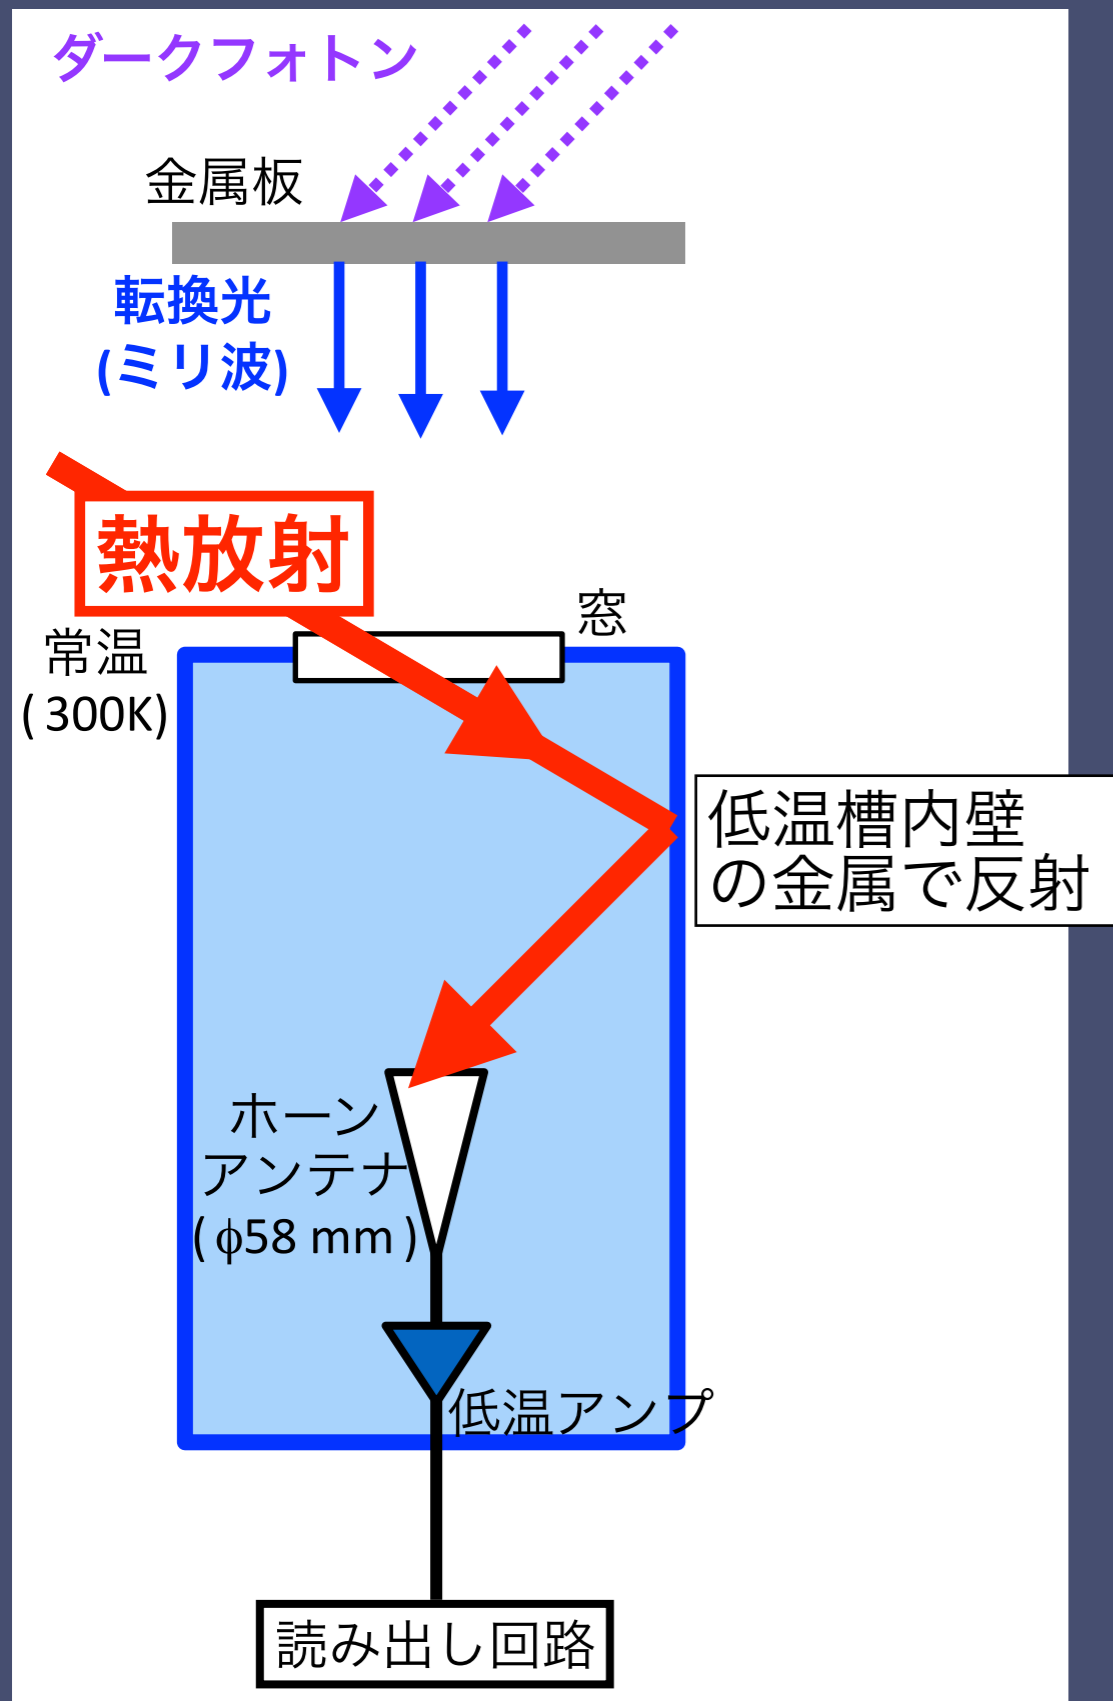 ダークフォトン
金属板
転換光
(ミリ波)
熱放射
窓
常温
(300K)
低温槽内壁
の金属で反射
ホーン
アンテナ
(φ58 mm)
低温アンプ
読み出し回路